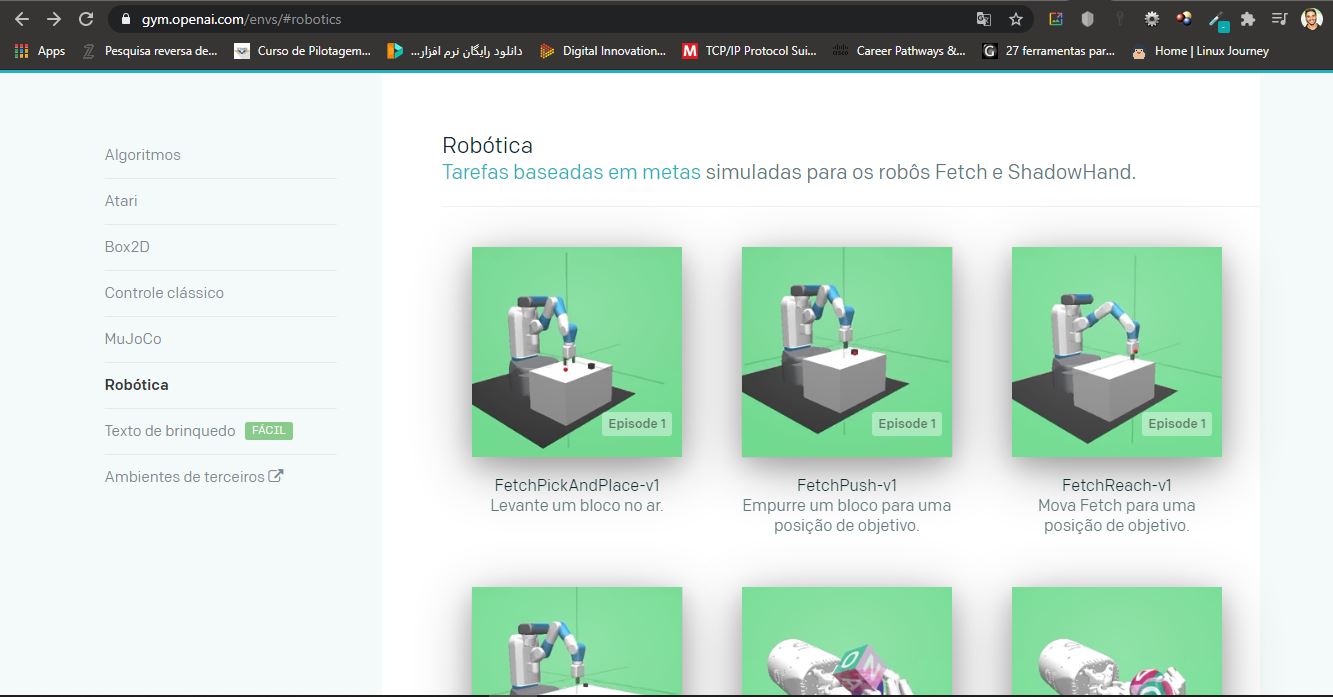 gym.openai.com/envs/#robotics
Apps
Pesquisa reversa de...
Curso de Pilotagem...
دانلود رایگان نرم افزار...
Digital Innovation...
M
TCP/IP Protocol Sui...
cisco
Career Pathways &...
G
27 ferramentas par...
Home | Linux Journey
Algoritmos
Atari
Box2D
Controle clássico
MuJoCo
Robótica
Texto de brinquedo FÁCIL
Ambientes de terceiros
Robótica
Tarefas baseadas em metas simuladas para os robôs Fetch e ShadowHand.
Episode 1
FetchPickAndPlace-v1
Levante um bloco no ar.
Episode 1
FetchPush-v1
Empurre um bloco para uma
posição de objetivo.
Episode 1
FetchReach-v1
Mova Fetch para uma
posição de objetivo.
O
N
A